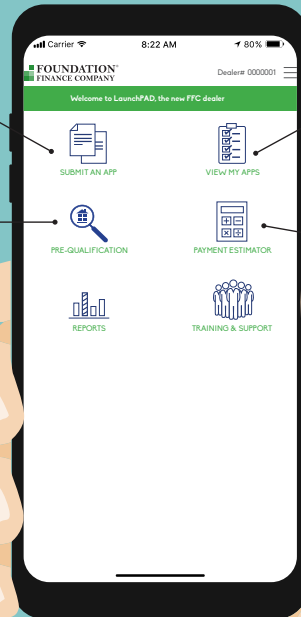 Carrier 8:22 AM 80%
FOUNDATION®
FINANCE COMPANY
Dealer# 0000001
Welcome to LaunchPAD, the new FFC dealer
SUBMIT AN APP VIEW MY APPS
PRE-QUALIFICATION PAYMENT ESTIMATOR
REPORTS TRAINING & SUPPORT